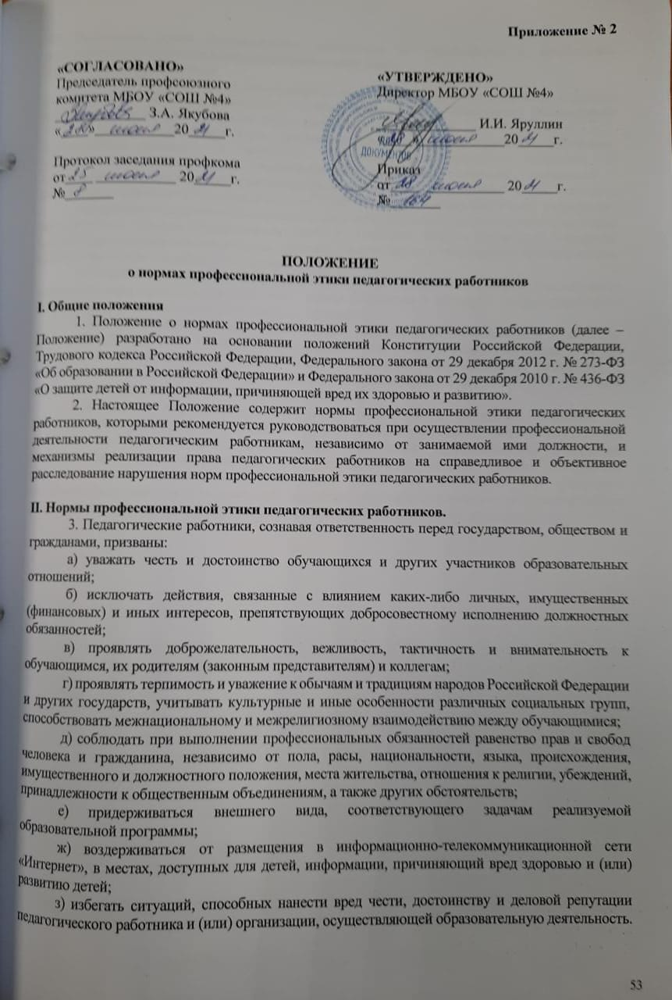 Приложение № 2
«СОГЛАСОВАНО»
Председатель профсоюзного
комитета МБОУ «СОШ №4»
З.А. Якубова
«28» июня 2021 г.
Протокол заседания профкома
от 25 июня 2021 г.
№ 8
«УТВЕРЖДЕНО»
Директор МБОУ «СОШ №4»
И.И. Яруллин
«28» июня 2021 г.
ДОКУМЕНТОВ
Приказ
от 28 июня 2021 г.
№ 164
ПОЛОЖЕНИЕ
о нормах профессиональной этики педагогических работников
I. Общие положения
1. Положение о нормах профессиональной этики педагогических работников (далее –
Положение) разработано на основании положений Конституции Российской Федерации,
Трудового кодекса Российской Федерации, Федерального закона от 29 декабря 2012 г. № 273-ФЗ
«Об образовании в Российской Федерации» и Федерального закона от 29 декабря 2010 г. № 436-ФЗ
«О защите детей от информации, причиняющей вред их здоровью и развитию».
2. Настоящее Положение содержит нормы профессиональной этики педагогических
работников, которыми рекомендуется руководствоваться при осуществлении профессиональной
деятельности педагогическим работникам, независимо от занимаемой ими должности, и
механизмы реализации права педагогических работников на справедливое и объективное
расследование нарушения норм профессиональной этики педагогических работников.
II. Нормы профессиональной этики педагогических работников.
3. Педагогические работники, сознавая ответственность перед государством, обществом и
гражданами, призваны:
а) уважать честь и достоинство обучающихся и других участников образовательных
отношений;
б) исключать действия, связанные с влиянием каких-либо личных, имущественных
(финансовых) и иных интересов, препятствующих добросовестному исполнению должностных
обязанностей;
в) проявлять доброжелательность, вежливость, тактичность и внимательность к
обучающимся, их родителям (законным представителям) и коллегам;
г) проявлять терпимость и уважение к обычаям и традициям народов Российской Федерации
и других государств, учитывать культурные и иные особенности различных социальных групп,
способствовать межнациональному и межрелигиозному взаимодействию между обучающимися;
д) соблюдать при выполнении профессиональных обязанностей равенство прав и свобод
человека и гражданина, независимо от пола, расы, национальности, языка, происхождения,
имущественного и должностного положения, места жительства, отношения к религии, убеждений,
принадлежности к общественным объединениям, а также других обстоятельств;
е) придерживаться внешнего вида, соответствующего задачам реализуемой
образовательной программы;
ж) воздерживаться от размещения в информационно-телекоммуникационной сети
«Интернет», в местах, доступных для детей, информации, причиняющий вред здоровью и (или)
развитию детей;
з) избегать ситуаций, способных нанести вред чести, достоинству и деловой репутации
педагогического работника и (или) организации, осуществляющей образовательную деятельность.
53